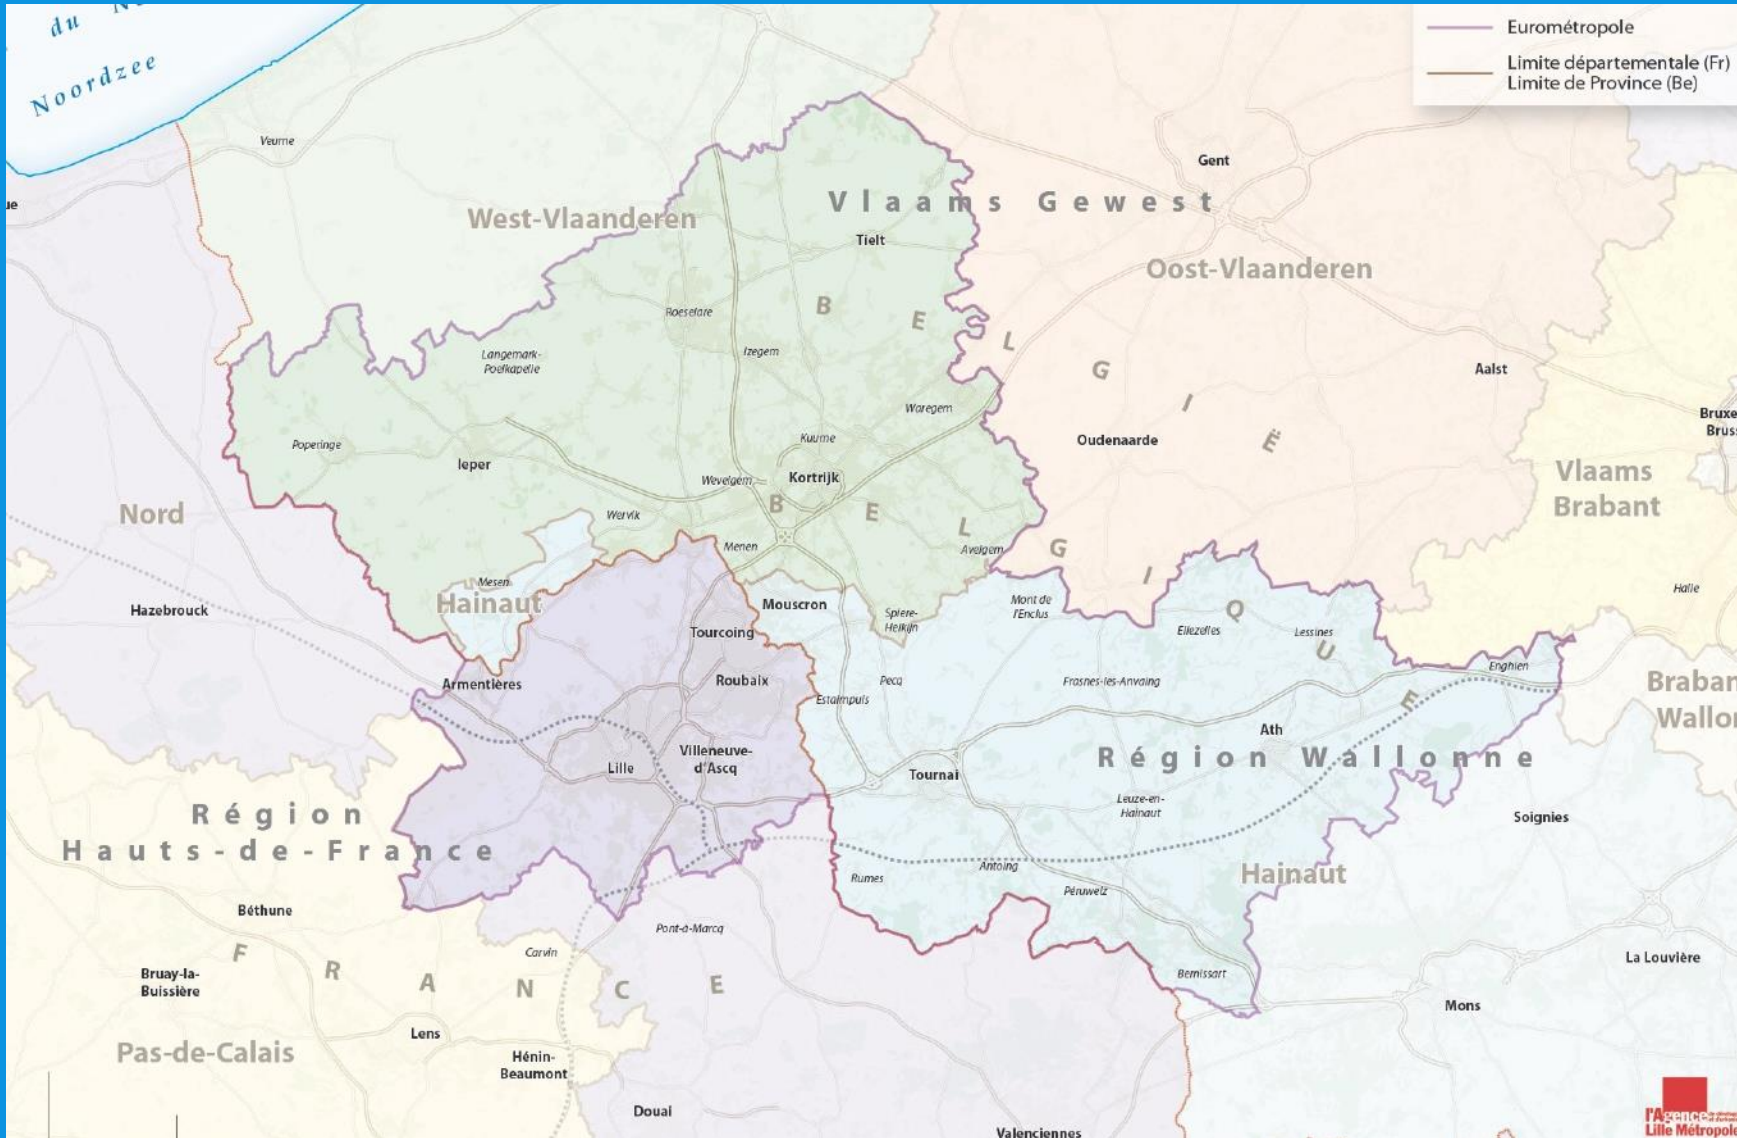 du
Noordzee
Eurométropole
Limite départementale (Fr)
Limite de Province (Be)
Veurne
Gent
West-Vlaanderen
Vlaams Gewest
Tielt
Oost-Vlaanderen
Roeselare
Langemark-
Poelkapelle
Izegem
BELGIË
Aalst
Waregem
Poperinge
Ieper
Kuurne
Kortrijk
Oudenaarde
Wevelgem
Vlaams
Brabant
Nord
Wervik
Menen
BELGIQUE
Avelgem
Mesen
Hainaut
Hazebrouck
Mouscron
Spiere-
Helkijn
Mont de
l'Enclus
Halle
Tourcoing
Ellezelles
Lessines
Armentières
Roubaix
Estaimpuis
Pecq
Frasnes-les-Anvaing
Enghien
Lille
Villeneuve-
d'Ascq
Tournai
Ath
Région Wallonne
Région
Hauts-de-France
Leuze-en-
Hainaut
Soignies
Rumes
Antoing
Péruwelz
Hainaut
Béthune
Pont-à-Marcq
Carvin
FRANCE
Bruay-la-
Buissière
Bernissart
La Louvière
Mons
Lens
Pas-de-Calais
Hénin-
Beaumont
Douai
Valenciennes
l'Agence
Lille Métropole